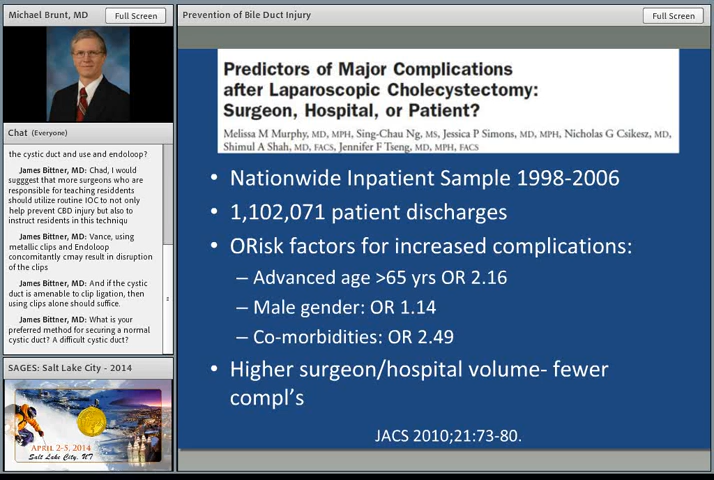 Michael Brunt, MD
Full Screen
Chat (Everyone)
the cystic duct and use and endoloop?
James Bittner, MD: Chad, I would
sugggest that more surgeons who are
responsible for teaching residdents
should utilize routine IOC to not only
help prevent CBD injury but also to
instruct residents in this techniqu
James Bittner, MD: Vance, using
metallic clips and Endoloop
concomitantly cmay result in disruption
of the clips
James Bittner, MD: And if the cystic
duct is amenable to clip ligation, then
using clips alone should suffice.
James Bittner, MD: What is your
preferred method for securing a normal
cystic duct? A difficult cystic duct?
SAGES: Salt Lake City - 2014
APRIL 2-5, 2014
Salt Lake City, UT
Prevention of Bile Duct Injury
Full Screen
Predictors of Major Complications
after Laparoscopic Cholecystectomy:
Surgeon, Hospital, or Patient?
Melissa M Murphy, MD, MPH, Sing-Chau Ng, MS, Jessica P Simons, MD, MPH, Nicholas G Csikesz, MD,
Shimul A Shah, MD, FACS, Jennifer F Tseng, MD, MPH, FACS
• Nationwide Inpatient Sample 1998-2006
• 1,102,071 patient discharges
• ORisk factors for increased complications:
– Advanced age >65 yrs OR 2.16
– Male gender: OR 1.14
– Co-morbidities: OR 2.49
• Higher surgeon/hospital volume- fewer
compl's
JACS 2010;21:73-80.